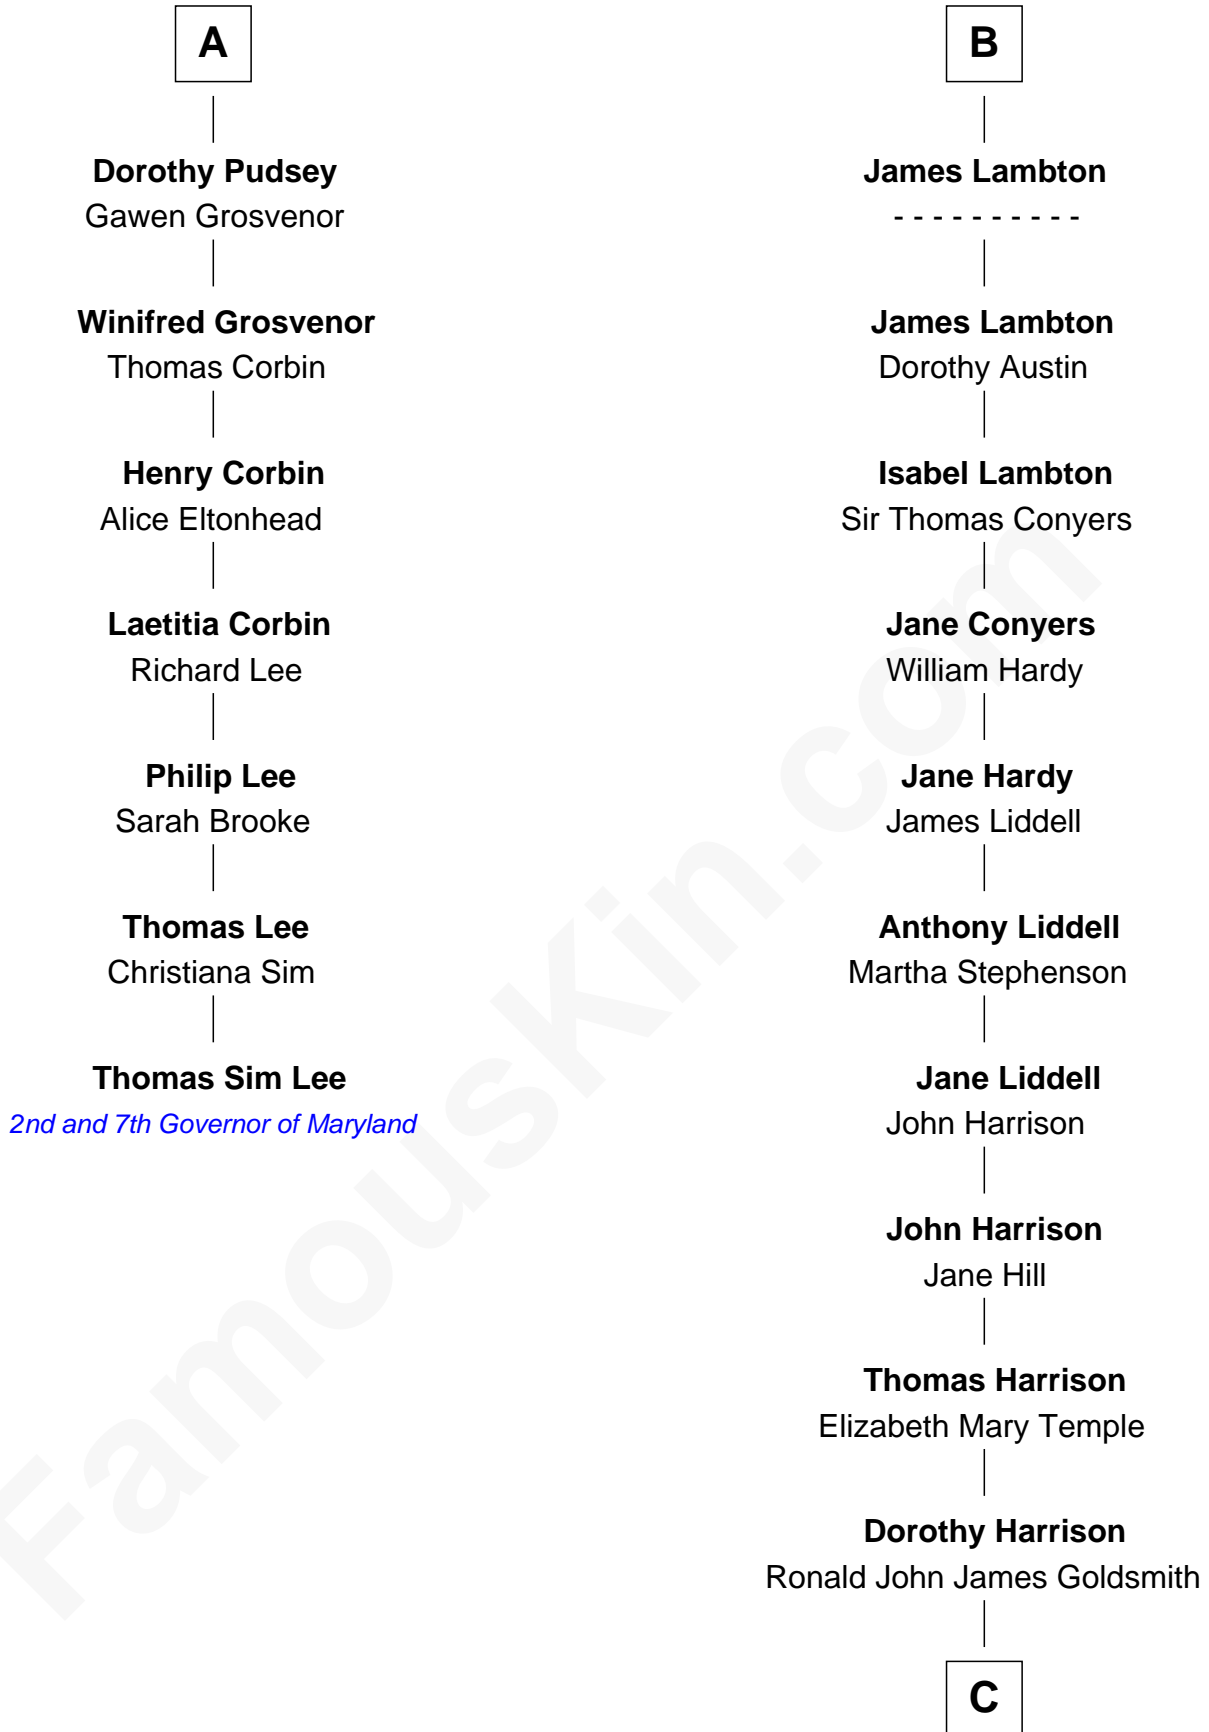 A
Dorothy Pudsey
Gawen Grosvenor
Winifred Grosvenor
Thomas Corbin
Henry Corbin
Alice Eltonhead
Laetitia Corbin
Richard Lee
Philip Lee
Sarah Brooke
Thomas Lee
Christiana Sim
Thomas Sim Lee
2nd and 7th Governor of Maryland
B
James Lambton
- - - - - - - - - -
James Lambton
Dorothy Austin
Isabel Lambton
Sir Thomas Conyers
Jane Conyers
William Hardy
Jane Hardy
James Liddell
Anthony Liddell
Martha Stephenson
Jane Liddell
John Harrison
John Harrison
Jane Hill
Thomas Harrison
Elizabeth Mary Temple
Dorothy Harrison
Ronald John James Goldsmith
C
FamousKin.com